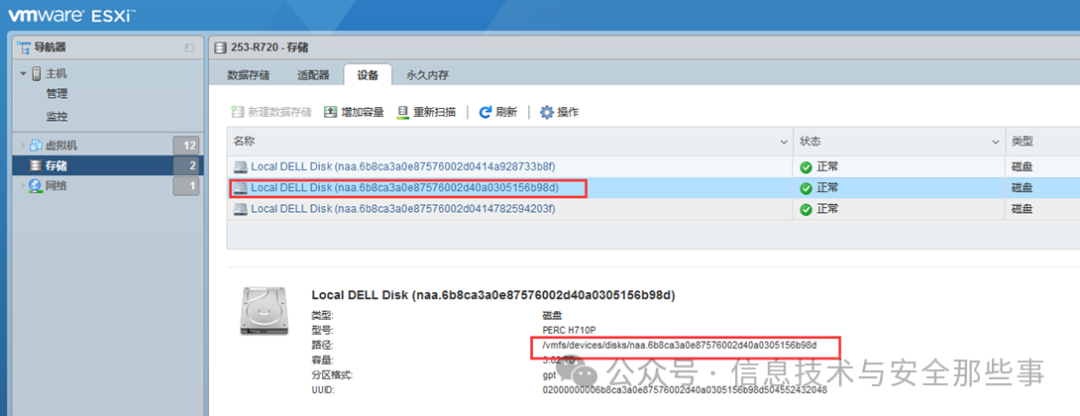 vmware ESXi™
导航器
主机
管理
监控
虚拟机 12
存储 2
网络 1
253-R720 - 存储
数据存储 适配器 设备 永久内存
新建数据存储 增加容量 重新扫描 刷新 操作
名称 状态 类型
Local DELL Disk (naa.6b8ca3a0e87576002d0414a928733b8f) 正常 磁盘
Local DELL Disk (naa.6b8ca3a0e87576002d40a0305156b98d) 正常 磁盘
Local DELL Disk (naa.6b8ca3a0e87576002d0414782594203f) 正常 磁盘
Local DELL Disk (naa.6b8ca3a0e87576002d40a0305156b98d)
类型: 磁盘
型号: PERC H710P
路径: /vmfs/devices/disks/naa.6b8ca3a0e87576002d40a0305156b98d
容量:
分区格式: gpt
UUID: 02000000006b8ca3a0e87576002d40a0305156b98d504552432048
公众号 · 信息技术与安全那些事